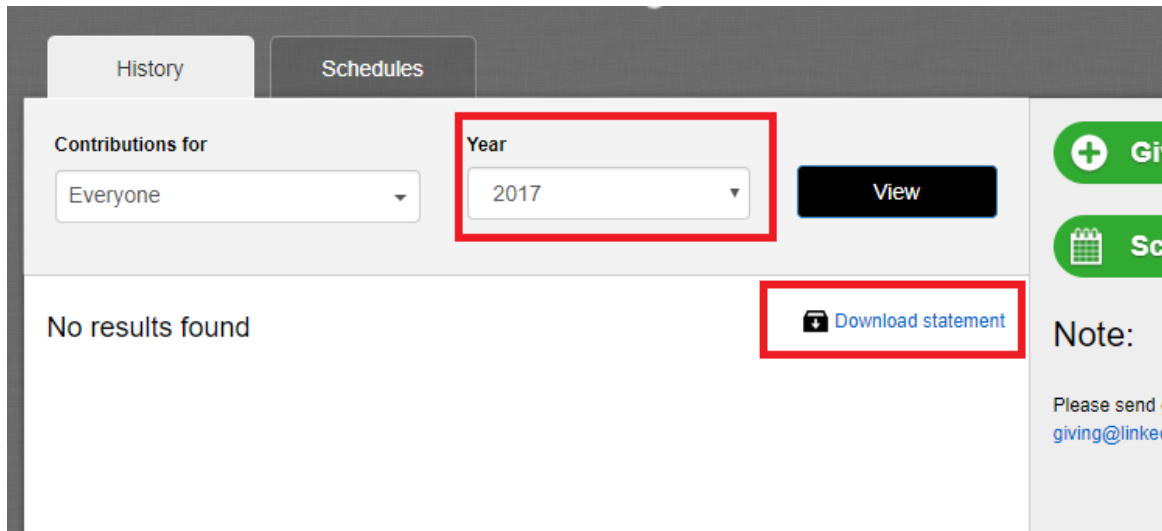 History
Schedules
Contributions for
Everyone
Year
2017
View
No results found
Download statement
Note:
Please send